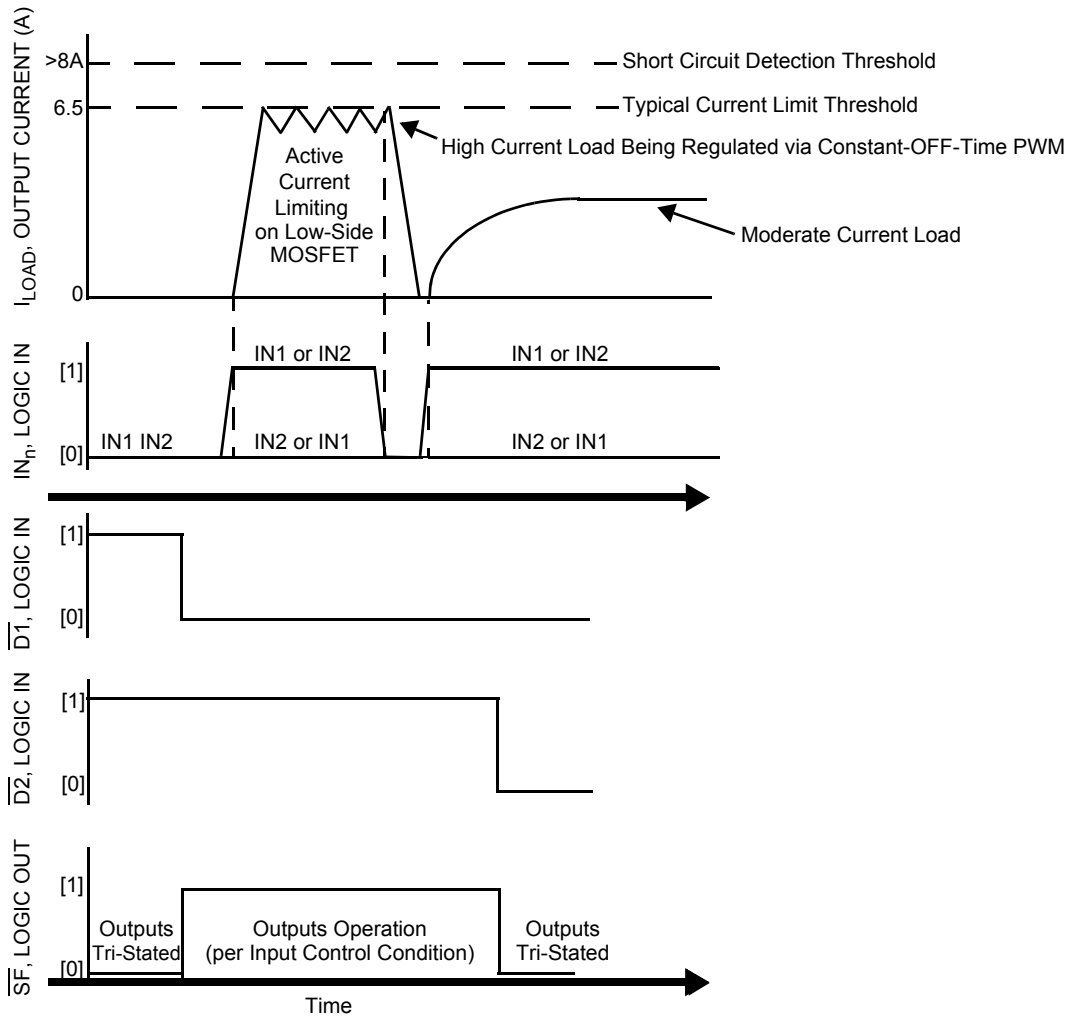 I_LOAD, OUTPUT CURRENT (A)
>8A
Short Circuit Detection Threshold
6.5
Typical Current Limit Threshold
High Current Load Being Regulated via Constant-OFF-Time PWM
Active
Current
Limiting
on Low-Side
MOSFET
Moderate Current Load
0
IN_n, LOGIC IN
[1]
IN1 or IN2
IN1 or IN2
[0]
IN1 IN2
IN2 or IN1
IN2 or IN1
D1, LOGIC IN
[1]
[0]
D2, LOGIC IN
[1]
[0]
SF, LOGIC OUT
[1]
Outputs
Tri-Stated
Outputs Operation
(per Input Control Condition)
Outputs
Tri-Stated
[0]
Time